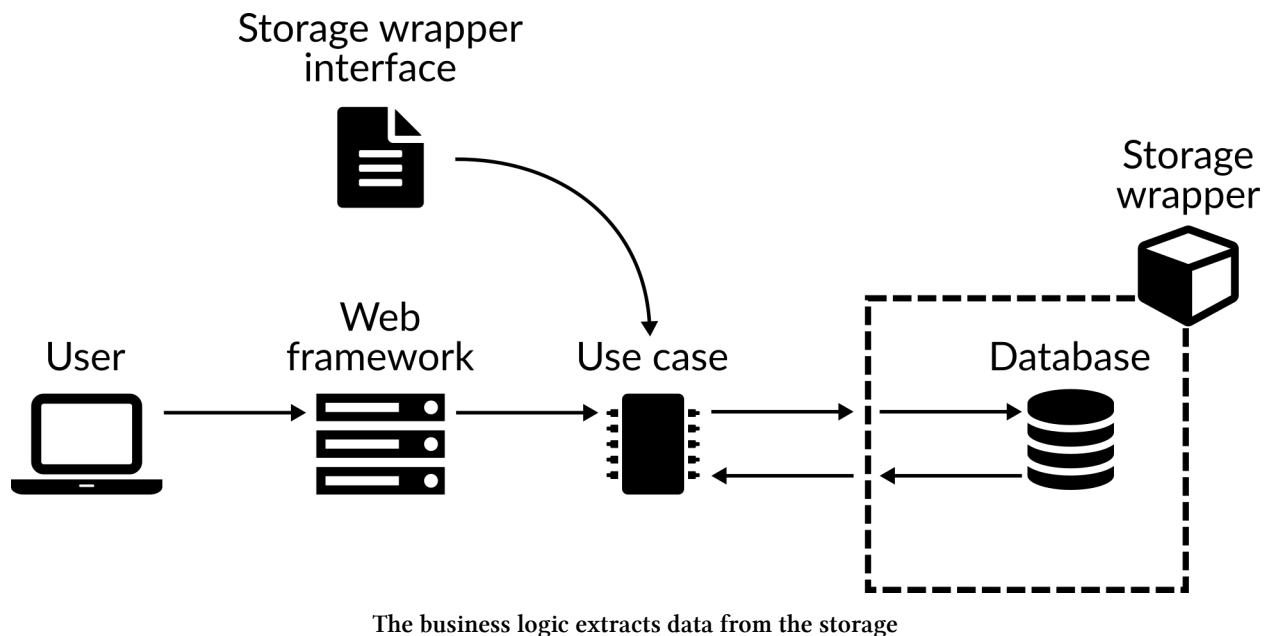 Storage wrapper
interface
Storage
wrapper
Web
framework
User
Use case
Database
The business logic extracts data from the storage